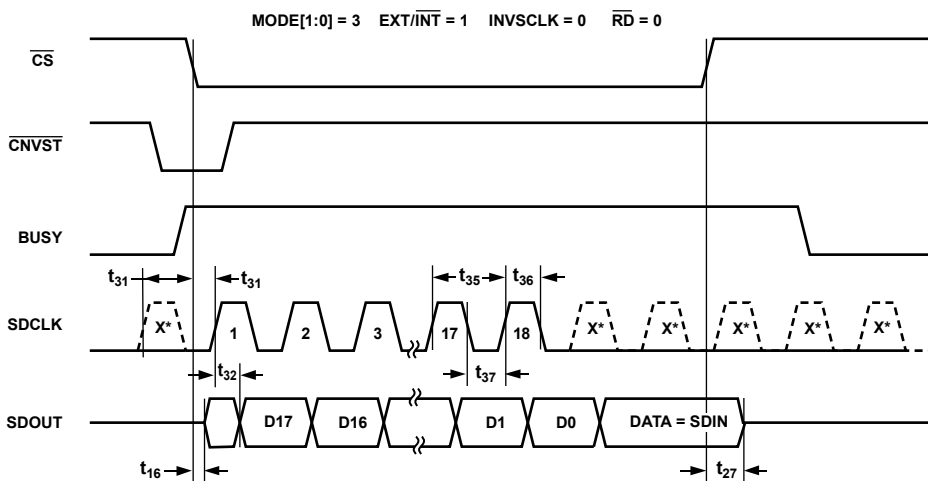 MODE[1:0] = 3 EXT/INT = 1 INVSCLK = 0 RD = 0
CS
CNVST
BUSY
t31 t31 t35 t36
SDCLK X* 1 2 3 17 18 X* X* X* X* X*
t32 t37
SDOUT D17 D16 D1 D0 DATA = SDIN
t16 t27